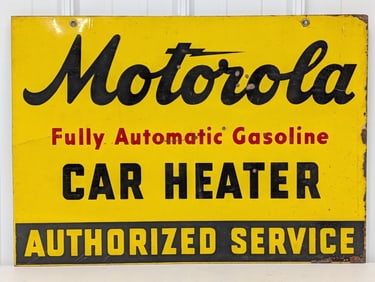 Motorola
Fully Automatic Gasoline
CAR HEATER
AUTHORIZED SERVICE